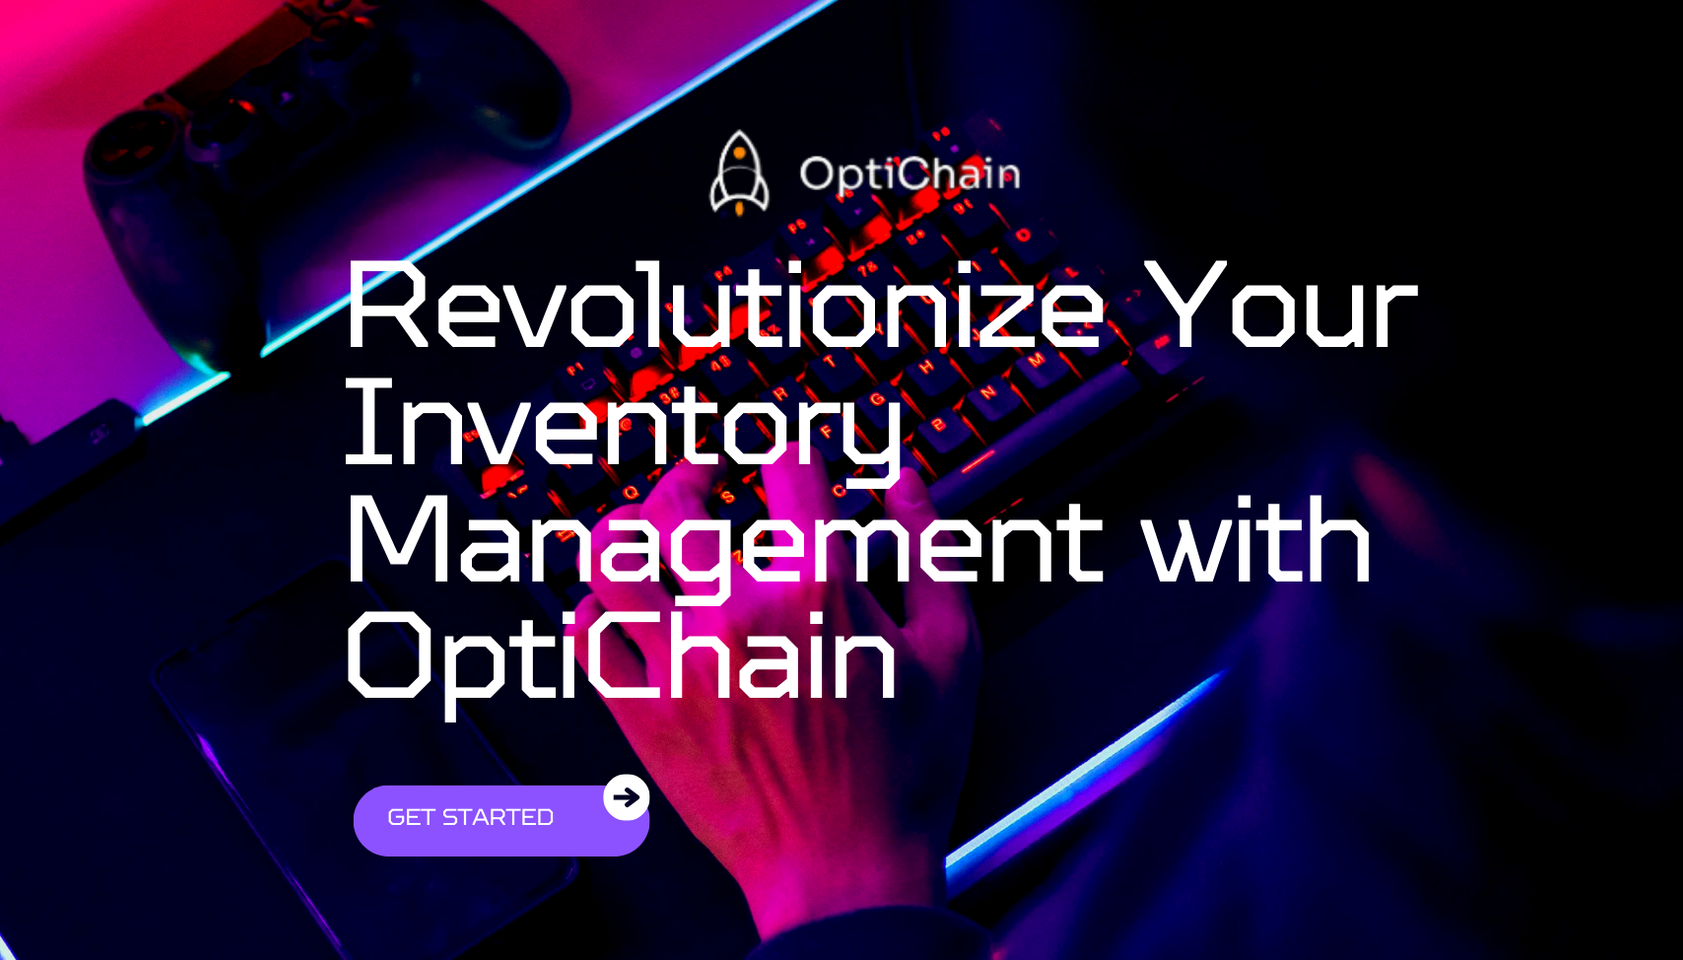 OptiChain
Revolutionize Your
Inventory
Management with
OptiChain
GET STARTED